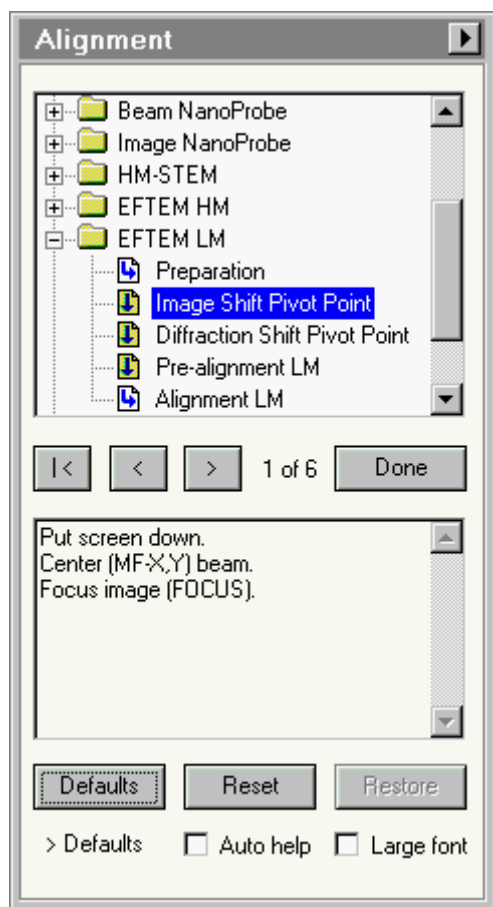 Alignment
Beam NanoProbe
Image NanoProbe
HM-STEM
EFTEM HM
EFTEM LM
Preparation
Image Shift Pivot Point
Diffraction Shift Pivot Point
Pre-alignment LM
Alignment LM
|< < > 1 of 6 Done
Put screen down.
Center (MF-X,Y) beam.
Focus image (FOCUS).
Defaults Reset Restore
> Defaults Auto help Large font